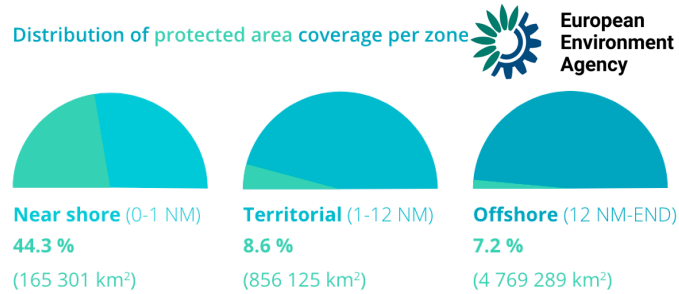 Distribution of protected area coverage per zone
European
Environment
Agency
Near shore (0-1 NM)
44.3 %
(165 301 km²)
Territorial (1-12 NM)
8.6 %
(856 125 km²)
Offshore (12 NM-END)
7.2 %
(4 769 289 km²)